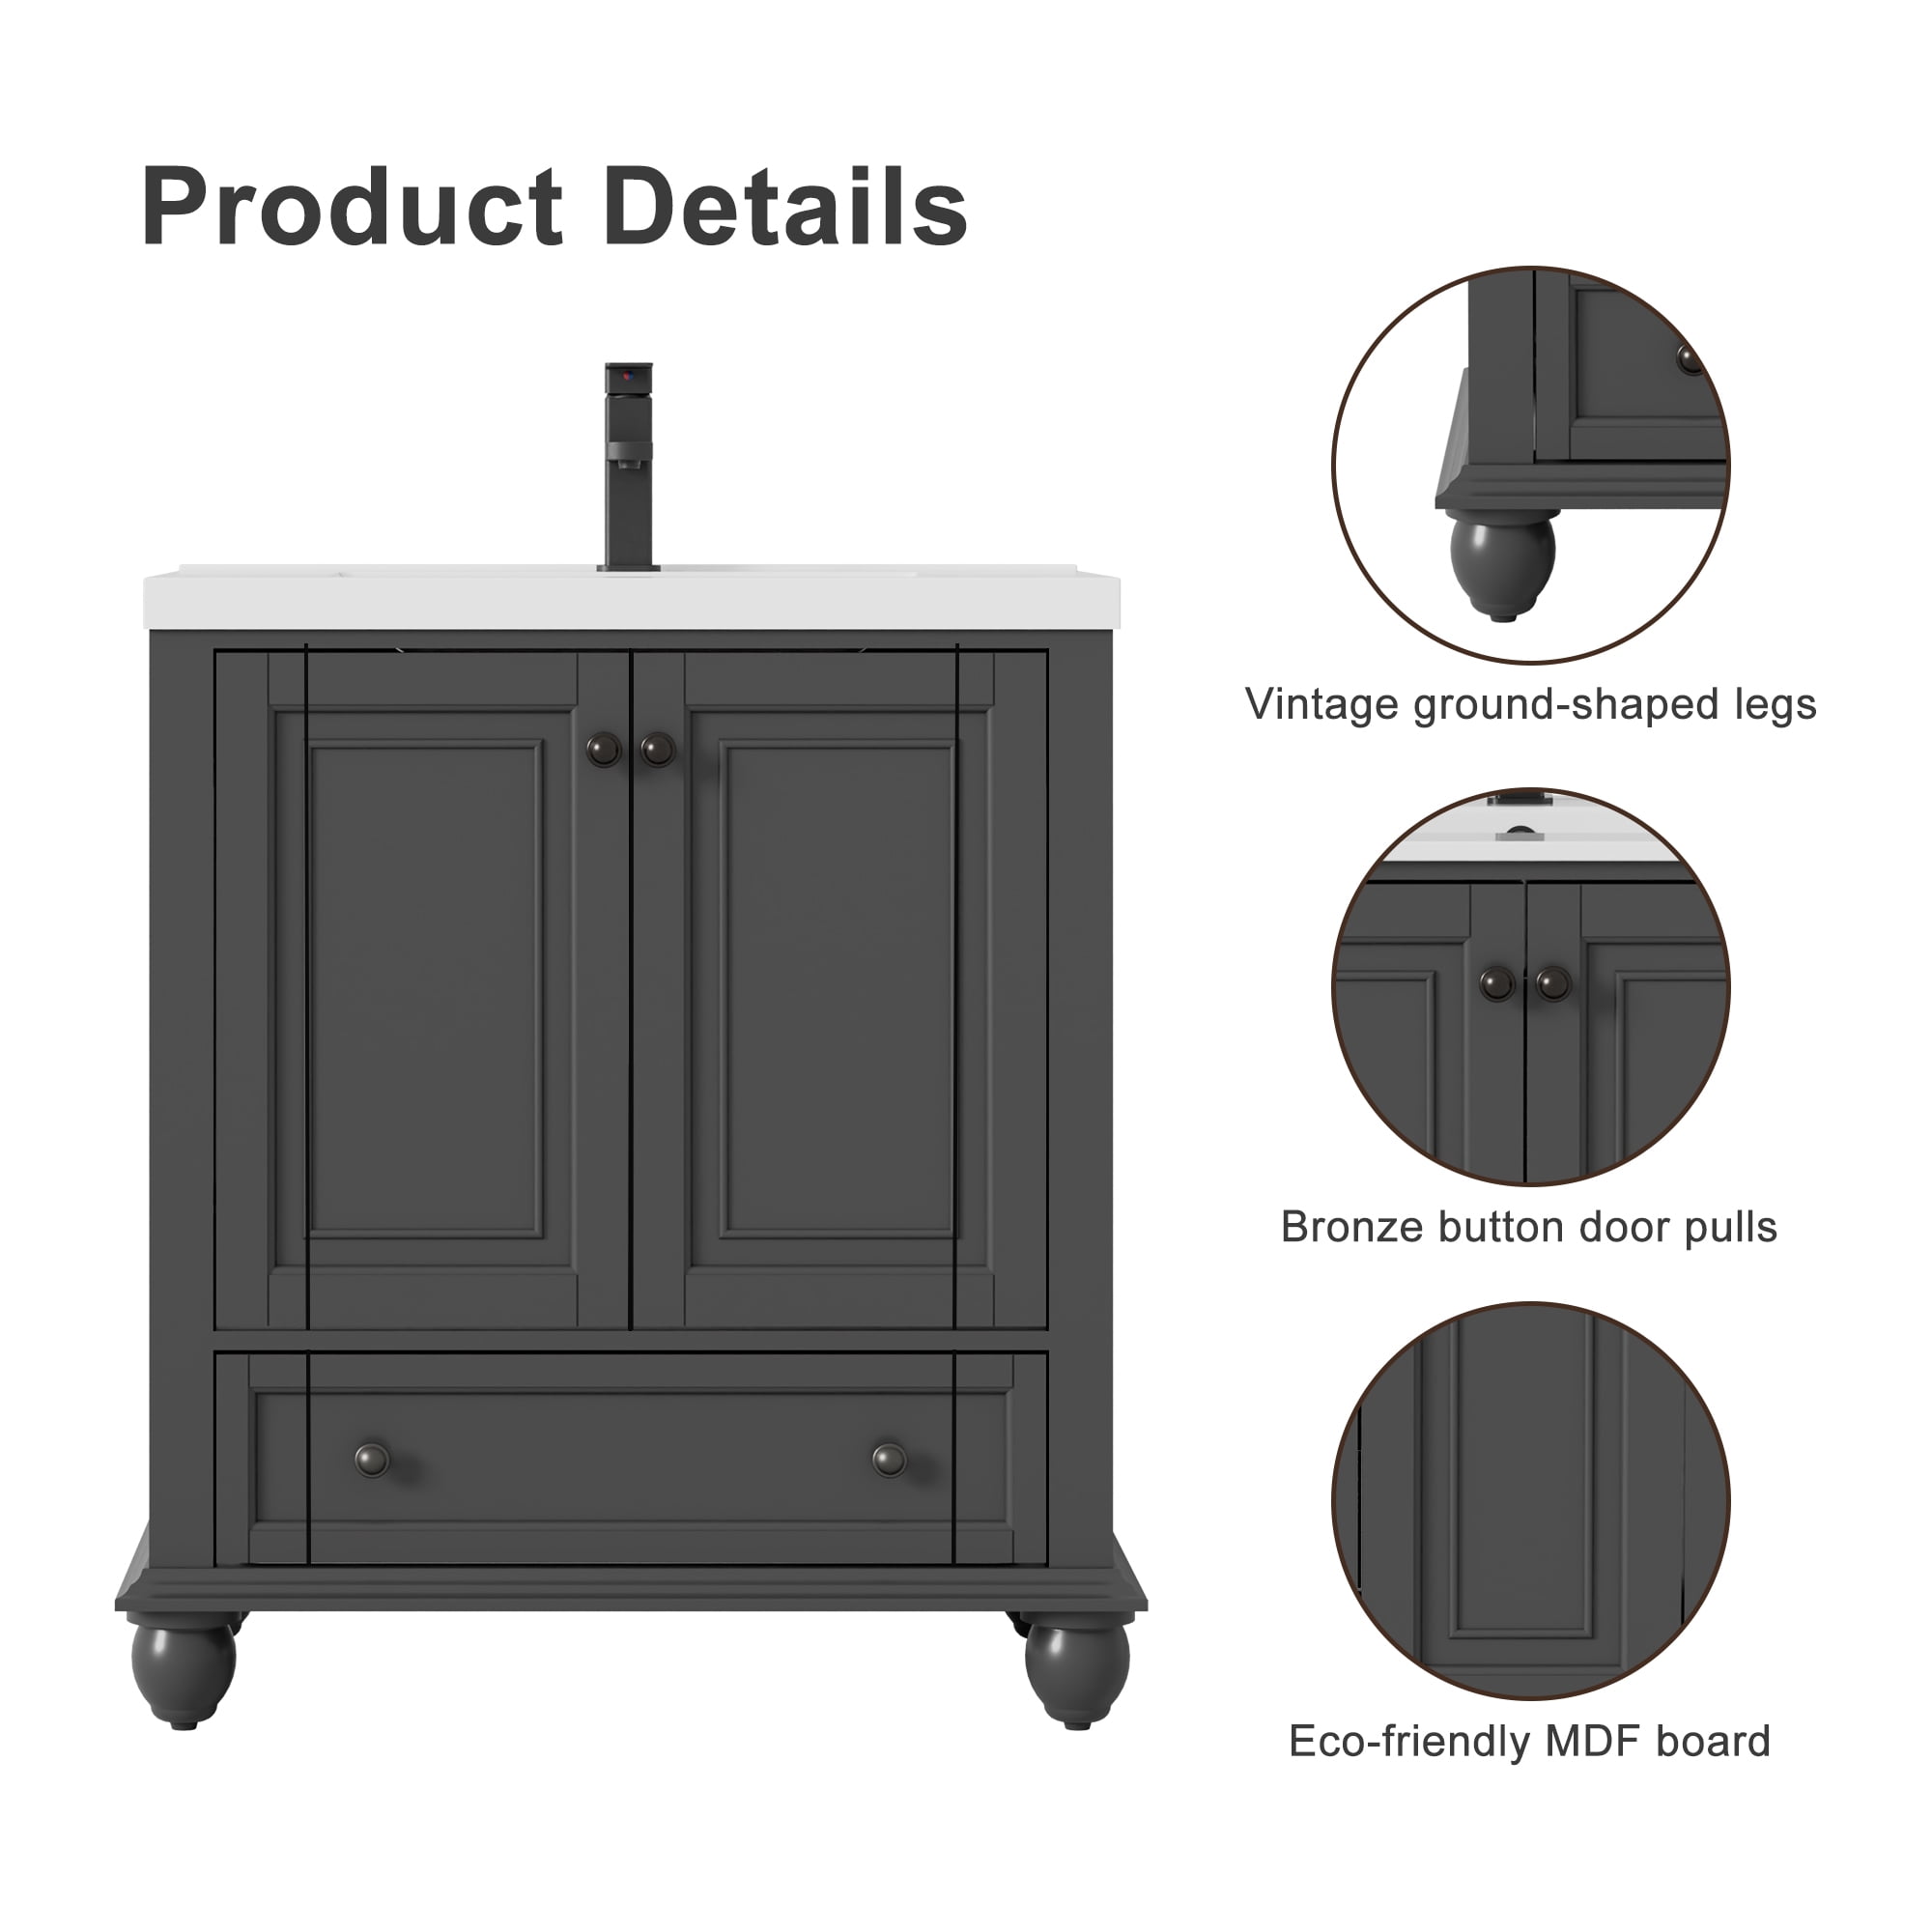 Product Details
Vintage ground-shaped legs
Bronze button door pulls
Eco-friendly MDF board